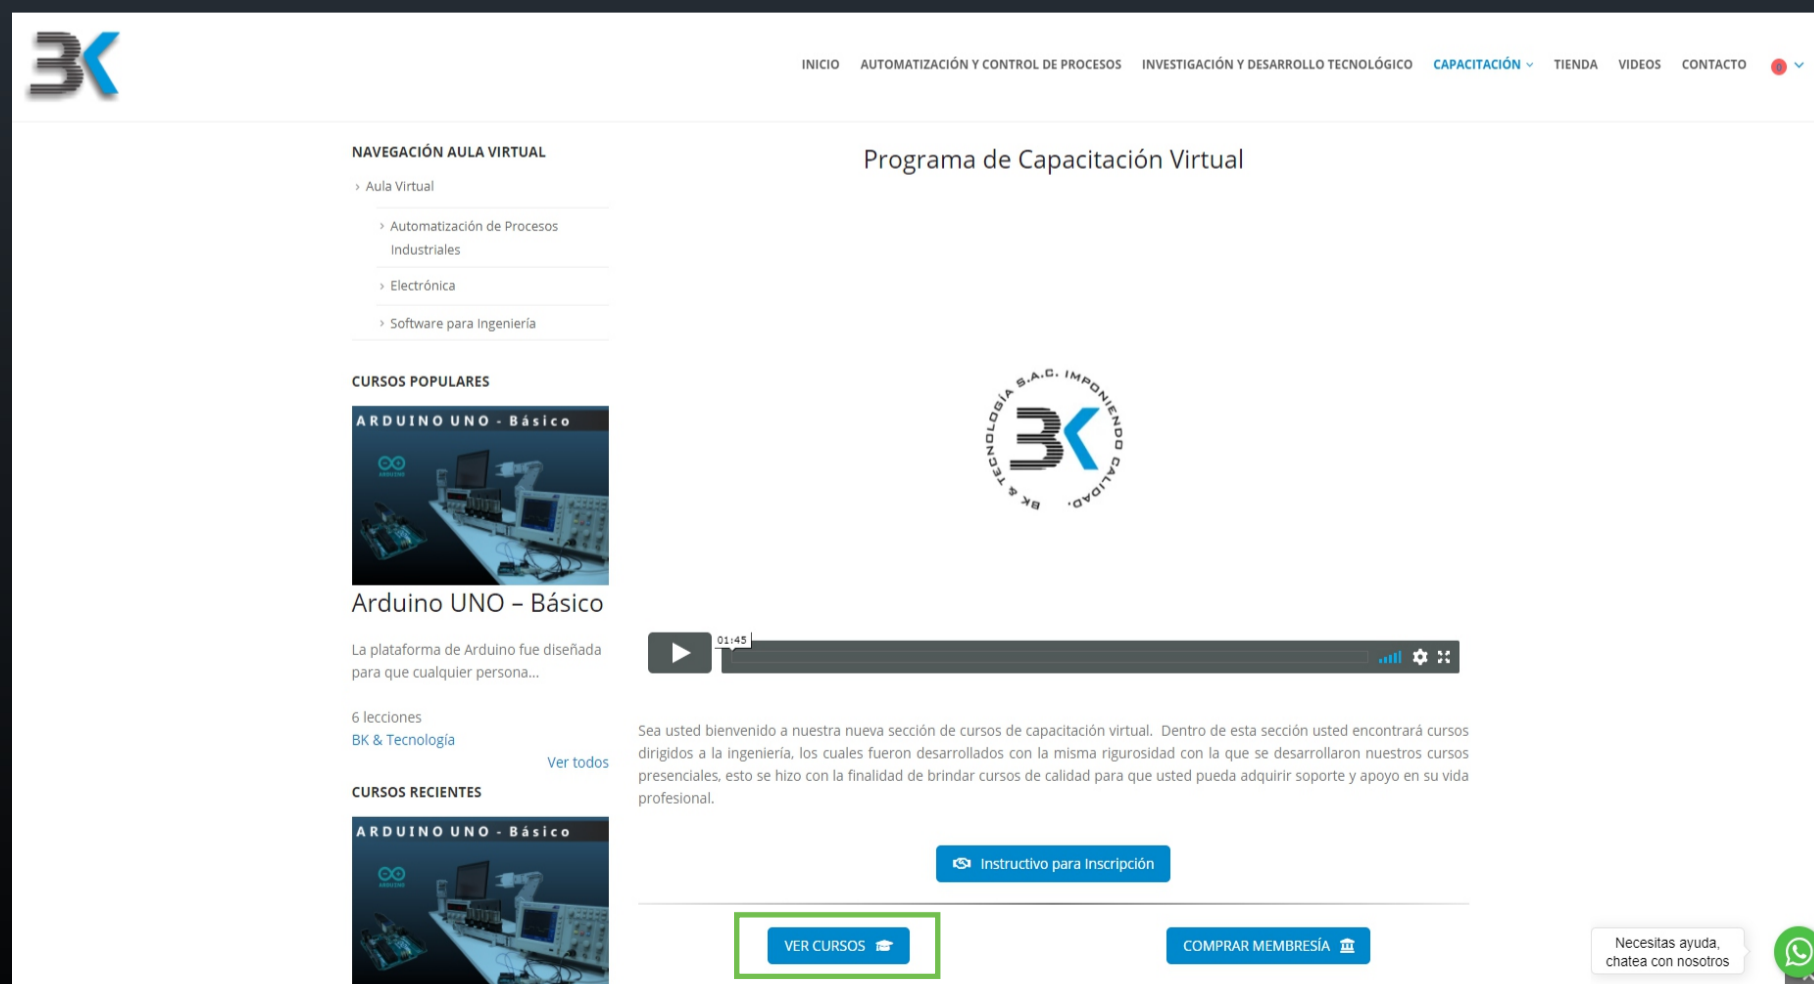 BK
INICIO AUTOMATIZACIÓN Y CONTROL DE PROCESOS INVESTIGACIÓN Y DESARROLLO TECNOLÓGICO CAPACITACIÓN TIENDA VIDEOS CONTACTO 0
NAVEGACIÓN AULA VIRTUAL
Aula Virtual
Automatización de Procesos
Industriales
Electrónica
Software para Ingeniería
CURSOS POPULARES
ARDUINO UNO - Básico
ARDUINO
Arduino UNO – Básico
La plataforma de Arduino fue diseñada
para que cualquier persona...
6 lecciones
BK & Tecnología
Ver todos
CURSOS RECIENTES
ARDUINO UNO - Básico
ARDUINO
Programa de Capacitación Virtual
BK & TECNOLOGÍA S.A.C. IMPONIENDO CALIDAD.
BK
01:45
Sea usted bienvenido a nuestra nueva sección de cursos de capacitación virtual. Dentro de esta sección usted encontrará cursos
dirigidos a la ingeniería, los cuales fueron desarrollados con la misma rigurosidad con la que se desarrollaron nuestros cursos
presenciales, esto se hizo con la finalidad de brindar cursos de calidad para que usted pueda adquirir soporte y apoyo en su vida
profesional.
Instructivo para Inscripción
VER CURSOS
COMPRAR MEMBRESÍA
Necesitas ayuda,
chatea con nosotros